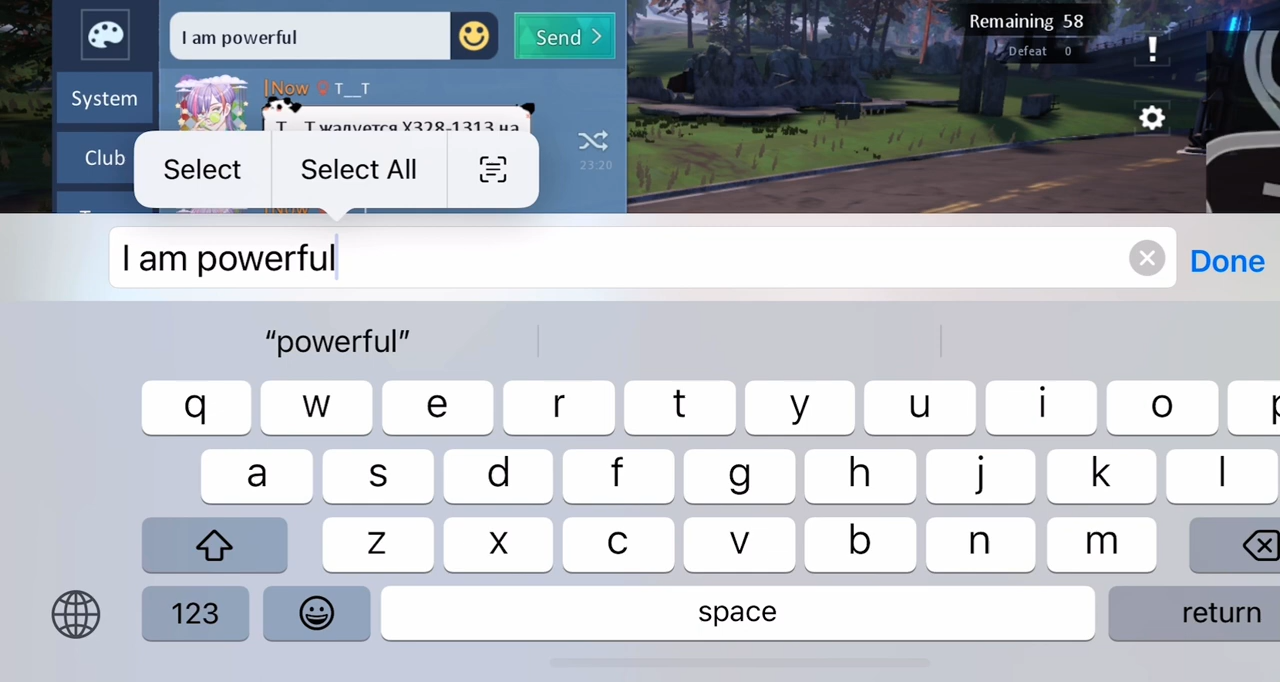 I am powerful
Send
Remaining 58
Defeat 0
System
Now T__T
T__T жалуется X328-1313 на
Club
23:20
Select
Select All
Now
I am powerful
Done
“powerful”
q w e r t y u i o p
a s d f g h j k l
z x c v b n m
123
space
return